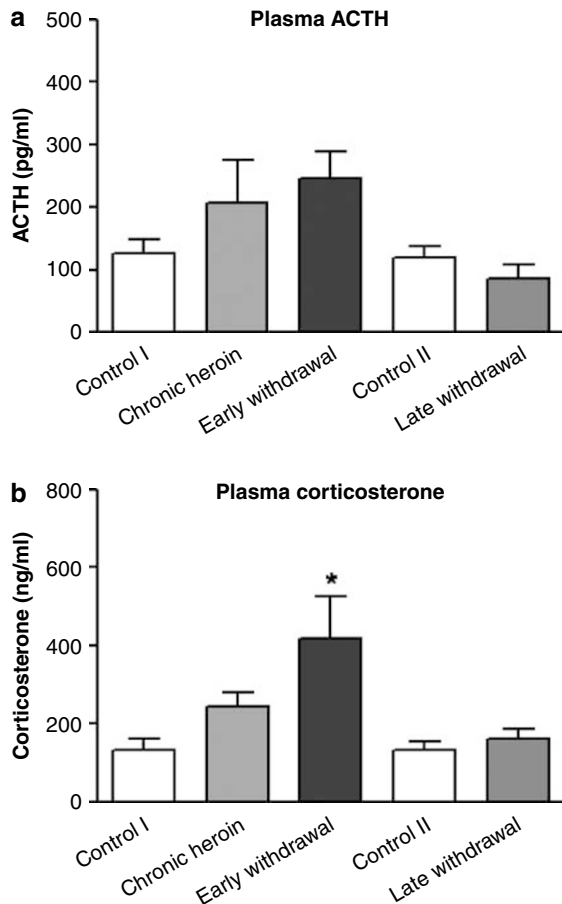 a
Plasma ACTH
500
400
300
200
100
0
ACTH (pg/ml)
Control I
Chronic heroin
Early withdrawal
Control II
Late withdrawal
b
Plasma corticosterone
800
600
400
200
0
Corticosterone (ng/ml)
*
Control I
Chronic heroin
Early withdrawal
Control II
Late withdrawal